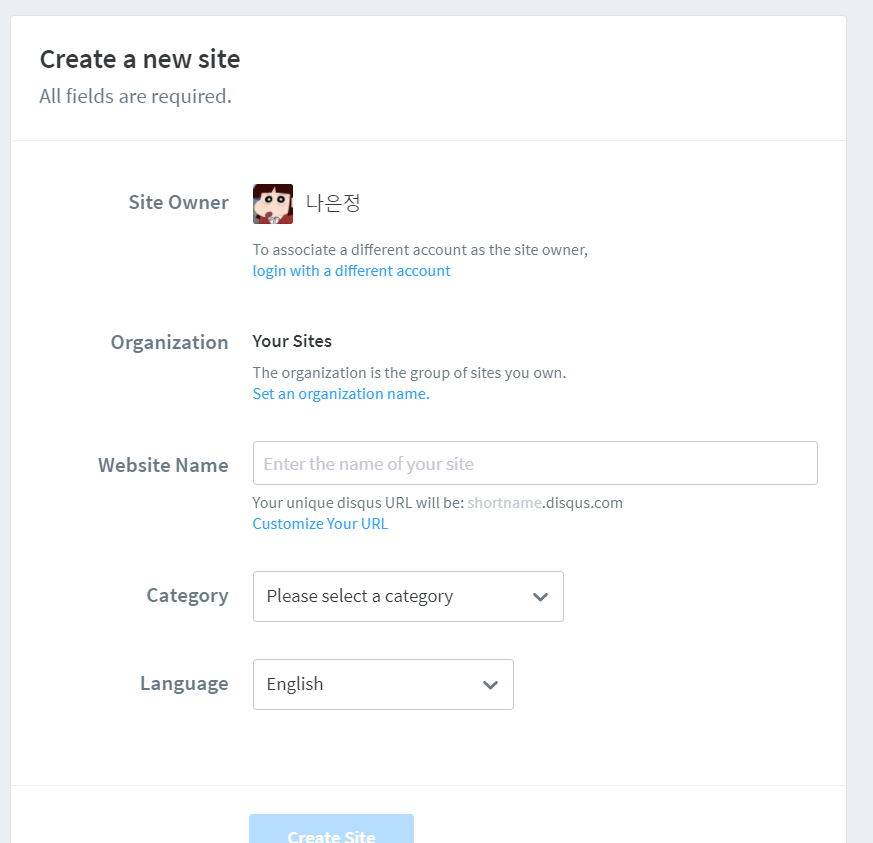 Create a new site
All fields are required.
Site Owner
나은정
To associate a different account as the site owner,
login with a different account
Organization
Your Sites
The organization is the group of sites you own.
Set an organization name.
Website Name
Enter the name of your site
Your unique disqus URL will be: shortname.disqus.com
Customize Your URL
Category
Please select a category
Language
English
Create Site